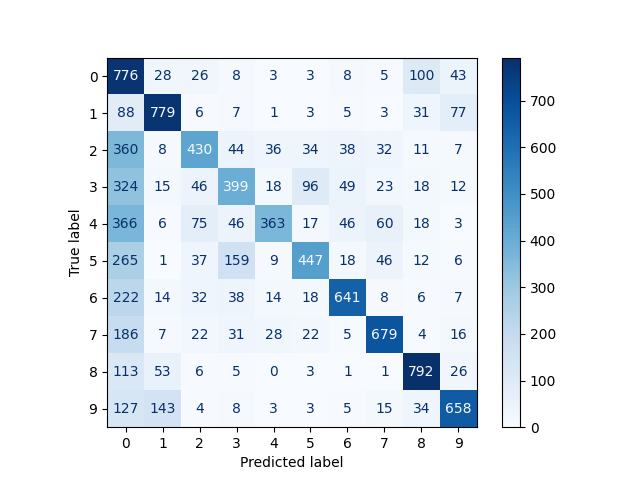 0 776 28 26 8 3 3 8 5 100 43
1 88 779 6 7 1 3 5 3 31 77
2 360 8 430 44 36 34 38 32 11 7
3 324 15 46 399 18 96 49 23 18 12
4 366 6 75 46 363 17 46 60 18 3
5 265 1 37 159 9 447 18 46 12 6
6 222 14 32 38 14 18 641 8 6 7
7 186 7 22 31 28 22 5 679 4 16
8 113 53 6 5 0 3 1 1 792 26
9 127 143 4 8 3 3 5 15 34 658
0 1 2 3 4 5 6 7 8 9
Predicted label
True label
700
600
500
400
300
200
100
0